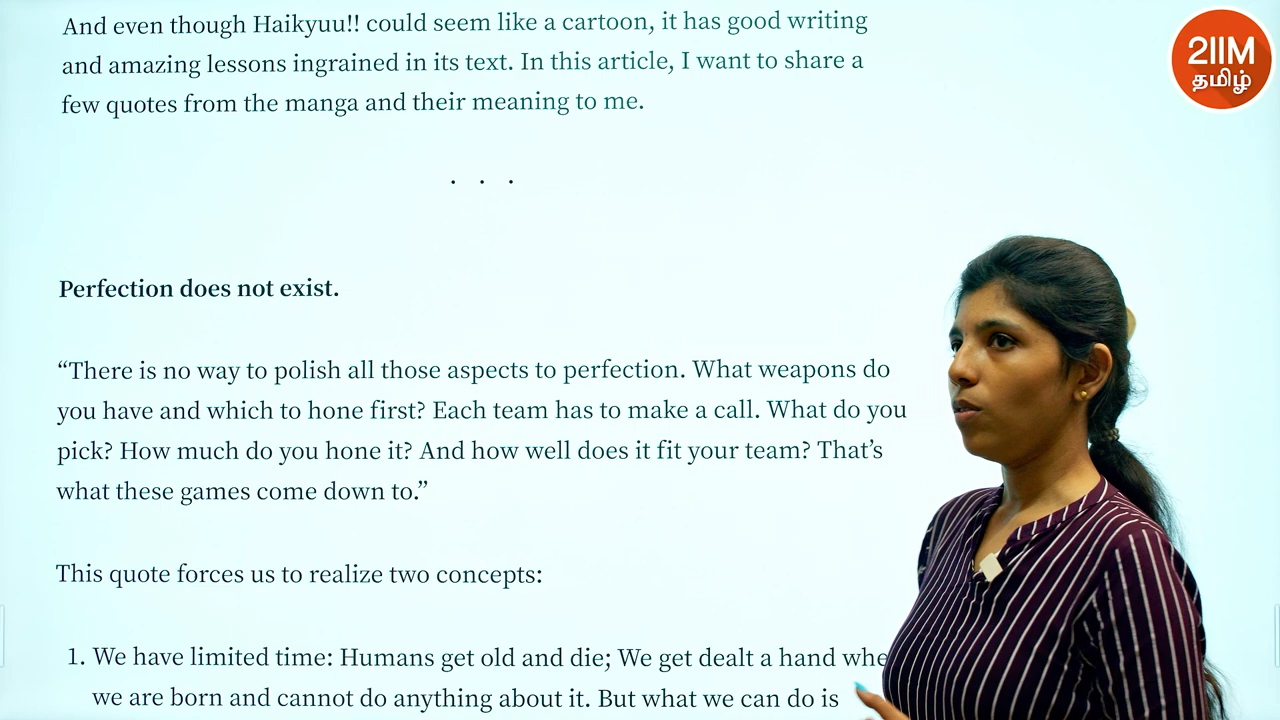 And even though Haikyuu!! could seem like a cartoon, it has good writing
and amazing lessons ingrained in its text. In this article, I want to share a
few quotes from the manga and their meaning to me.
. . .
Perfection does not exist.
“There is no way to polish all those aspects to perfection. What weapons do
you have and which to hone first? Each team has to make a call. What do you
pick? How much do you hone it? And how well does it fit your team? That’s
what these games come down to.”
This quote forces us to realize two concepts:
1. We have limited time: Humans get old and die; We get dealt a hand whe
we are born and cannot do anything about it. But what we can do is
2IIM
தமிழ்